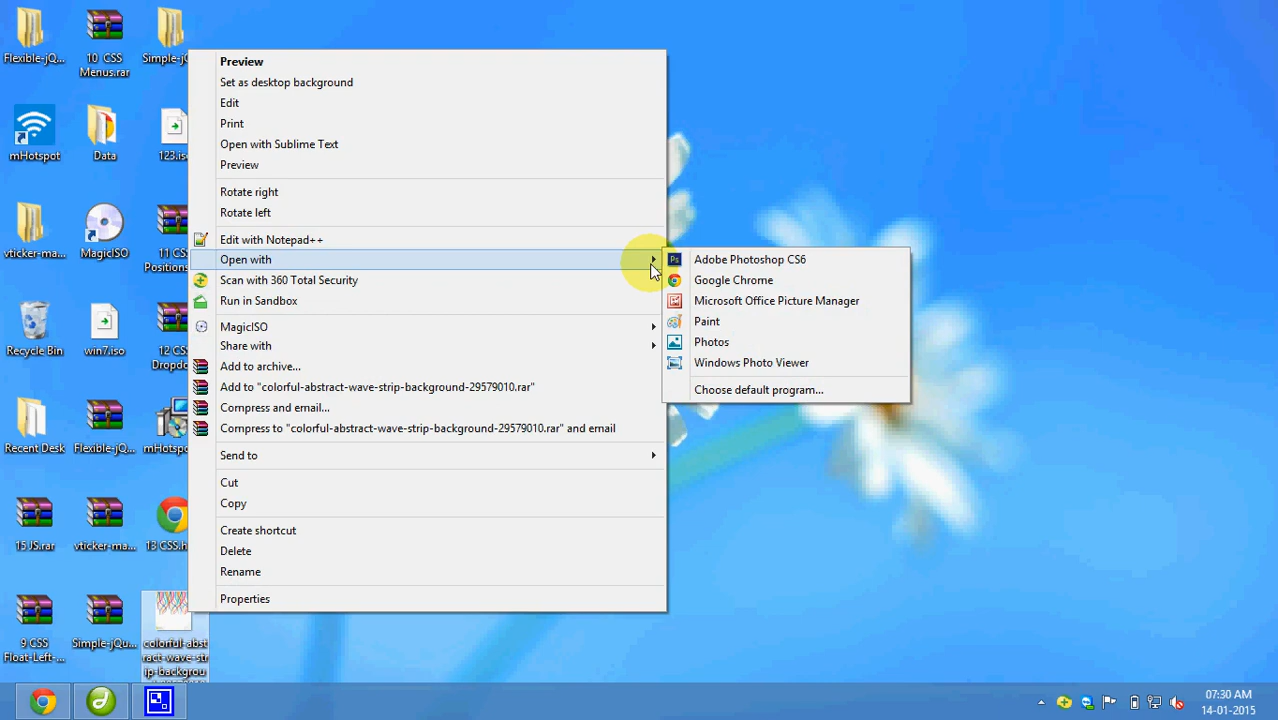 Flexible-jQ...
10 CSS
Menus.rar
Simple-jQ
mHotspot
Data
123.iso
vticker-ma...
MagicISO
11 CSS
Positions
Recycle Bin
win7.iso
12 CSS
Dropdo
Recent Desk
Flexible-jQ...
mHotsp
15 JS.rar
vticker-ma...
13 CSS.h
9 CSS
Float-Left-...
Simple-jQu...
colorful-abst
ract-wave-str
ip-backgrou
Preview
Set as desktop background
Edit
Print
Open with Sublime Text
Preview
Rotate right
Rotate left
Edit with Notepad++
Open with
Scan with 360 Total Security
Run in Sandbox
MagicISO
Share with
Add to archive...
Add to "colorful-abstract-wave-strip-background-29579010.rar"
Compress and email...
Compress to "colorful-abstract-wave-strip-background-29579010.rar" and email
Send to
Cut
Copy
Create shortcut
Delete
Rename
Properties
Ps
Adobe Photoshop CS6
Google Chrome
Microsoft Office Picture Manager
Paint
Photos
Windows Photo Viewer
Choose default program...
07:30 AM
14-01-2015